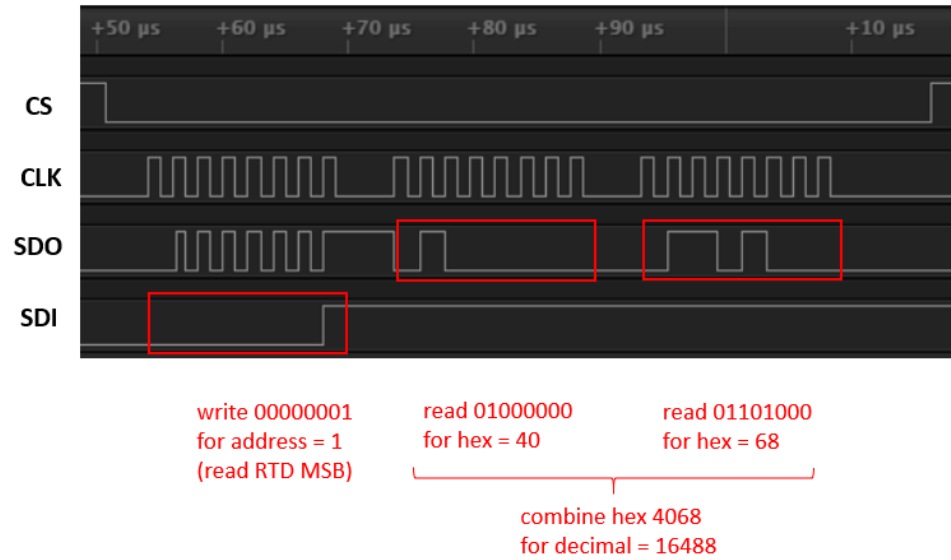 +50 µs +60 µs +70 µs +80 µs +90 µs +10 µs
CS
CLK
SDO
SDI
write 00000001
for address = 1
(read RTD MSB)
read 01000000
for hex = 40
read 01101000
for hex = 68
combine hex 4068
for decimal = 16488